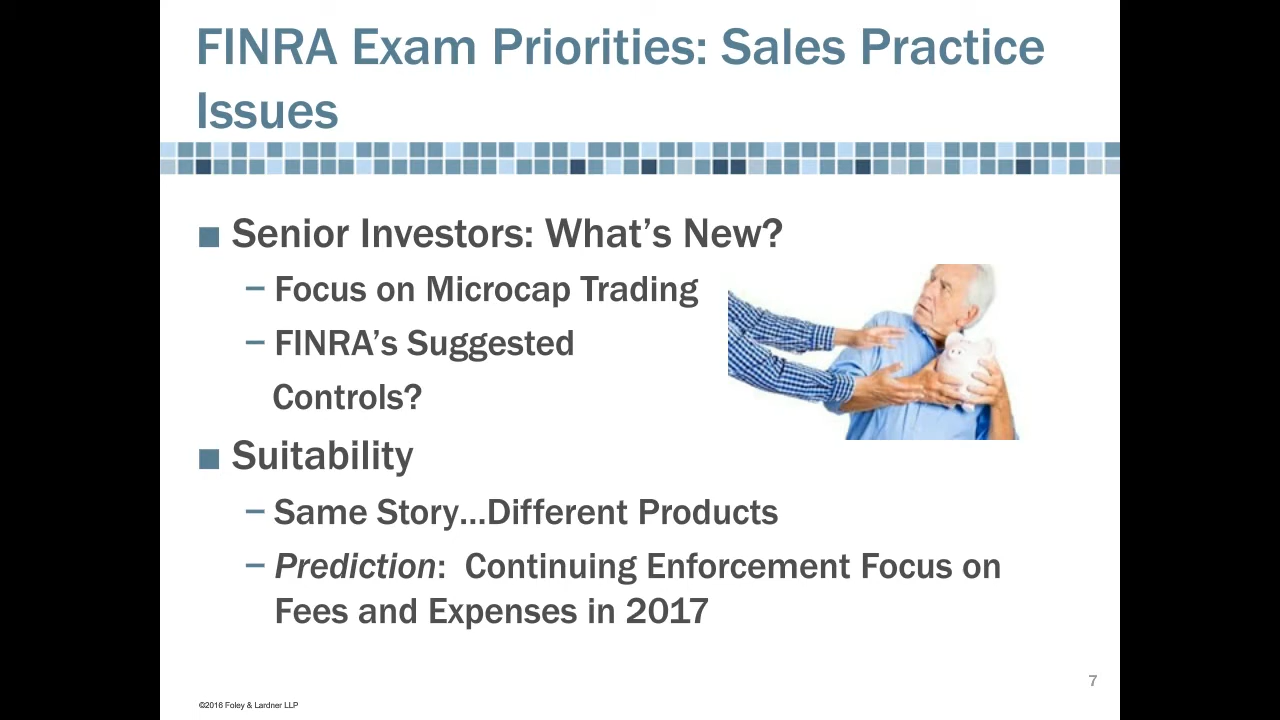 FINRA Exam Priorities: Sales Practice
Issues
■ Senior Investors: What’s New?
– Focus on Microcap Trading
– FINRA’s Suggested
Controls?
■ Suitability
– Same Story...Different Products
– Prediction:  Continuing Enforcement Focus on
Fees and Expenses in 2017
7
©2016 Foley & Lardner LLP